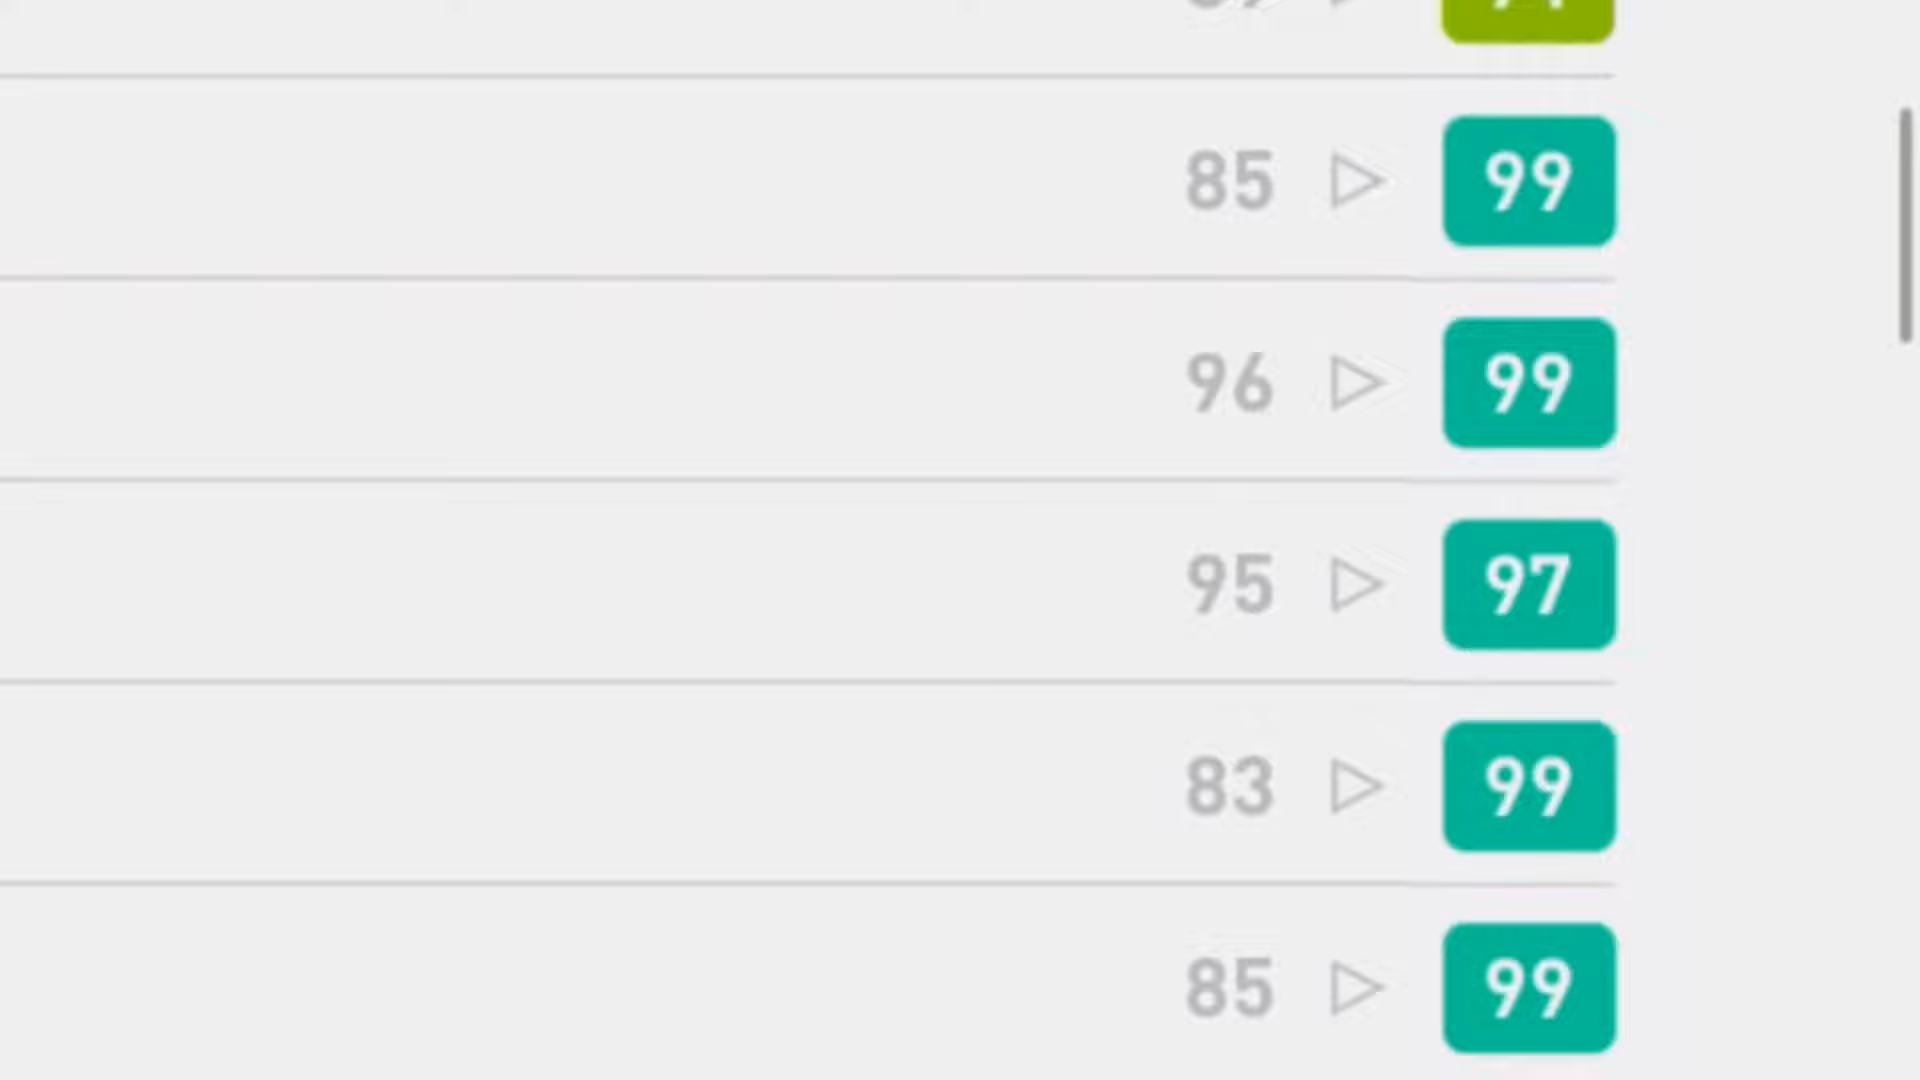 85 ▷ 99
96 ▷ 99
95 ▷ 97
83 ▷ 99
85 ▷ 99